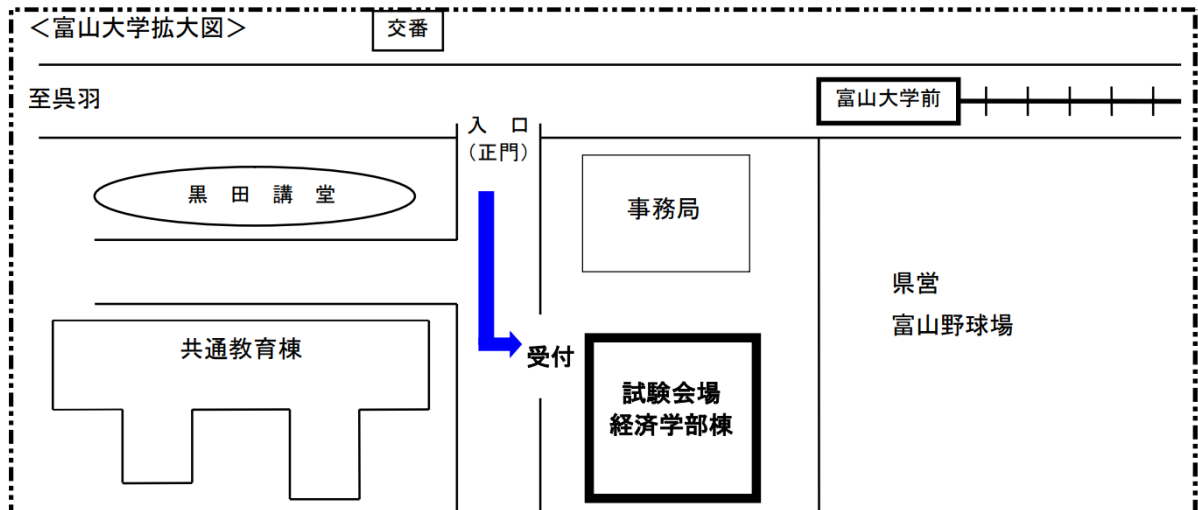 ＜富山大学拡大図＞
交番
至呉羽
富山大学前
入　口
（正門）
黒　田　講　堂
事務局
県営
富山野球場
共通教育棟
受付
試験会場
経済学部棟